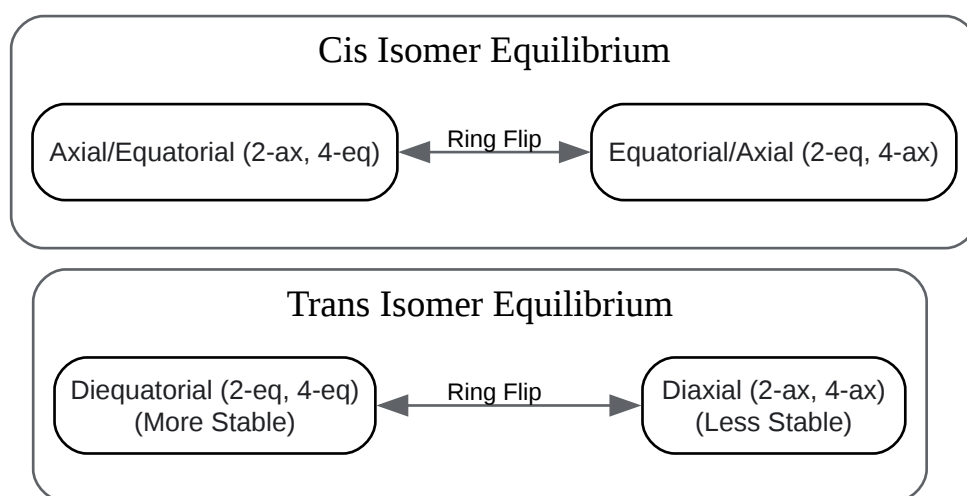 Cis Isomer Equilibrium
Axial/Equatorial (2-ax, 4-eq)
Ring Flip
Equatorial/Axial (2-eq, 4-ax)
Trans Isomer Equilibrium
Diequatorial (2-eq, 4-eq)
(More Stable)
Ring Flip
Diaxial (2-ax, 4-ax)
(Less Stable)